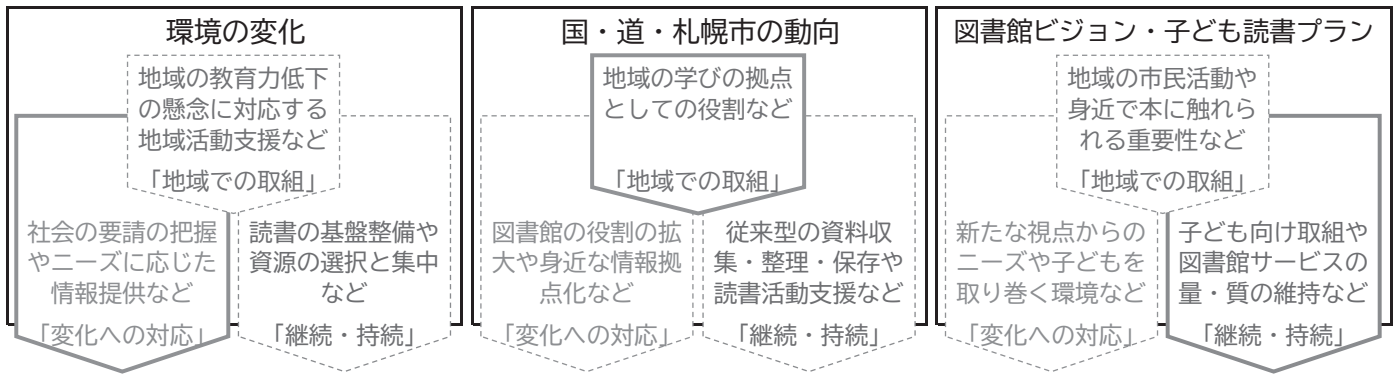 環境の変化
地域の教育力低下
の懸念に対応する
地域活動支援など
「地域での取組」
社会の要請の把握
やニーズに応じた
情報提供など
「変化への対応」
読書の基盤整備や
資源の選択と集中
など
「継続・持続」
国・道・札幌市の動向
地域の学びの拠点
としての役割など
「地域での取組」
図書館の役割の拡
大や身近な情報拠
点化など
「変化への対応」
従来型の資料収
集・整理・保存や
読書活動支援など
「継続・持続」
図書館ビジョン・子ども読書プラン
地域の市民活動や
身近で本に触れら
れる重要性など
「地域での取組」
新たな視点からの
ニーズや子どもを
取り巻く環境など
「変化への対応」
子ども向け取組や
図書館サービスの
量・質の維持など
「継続・持続」